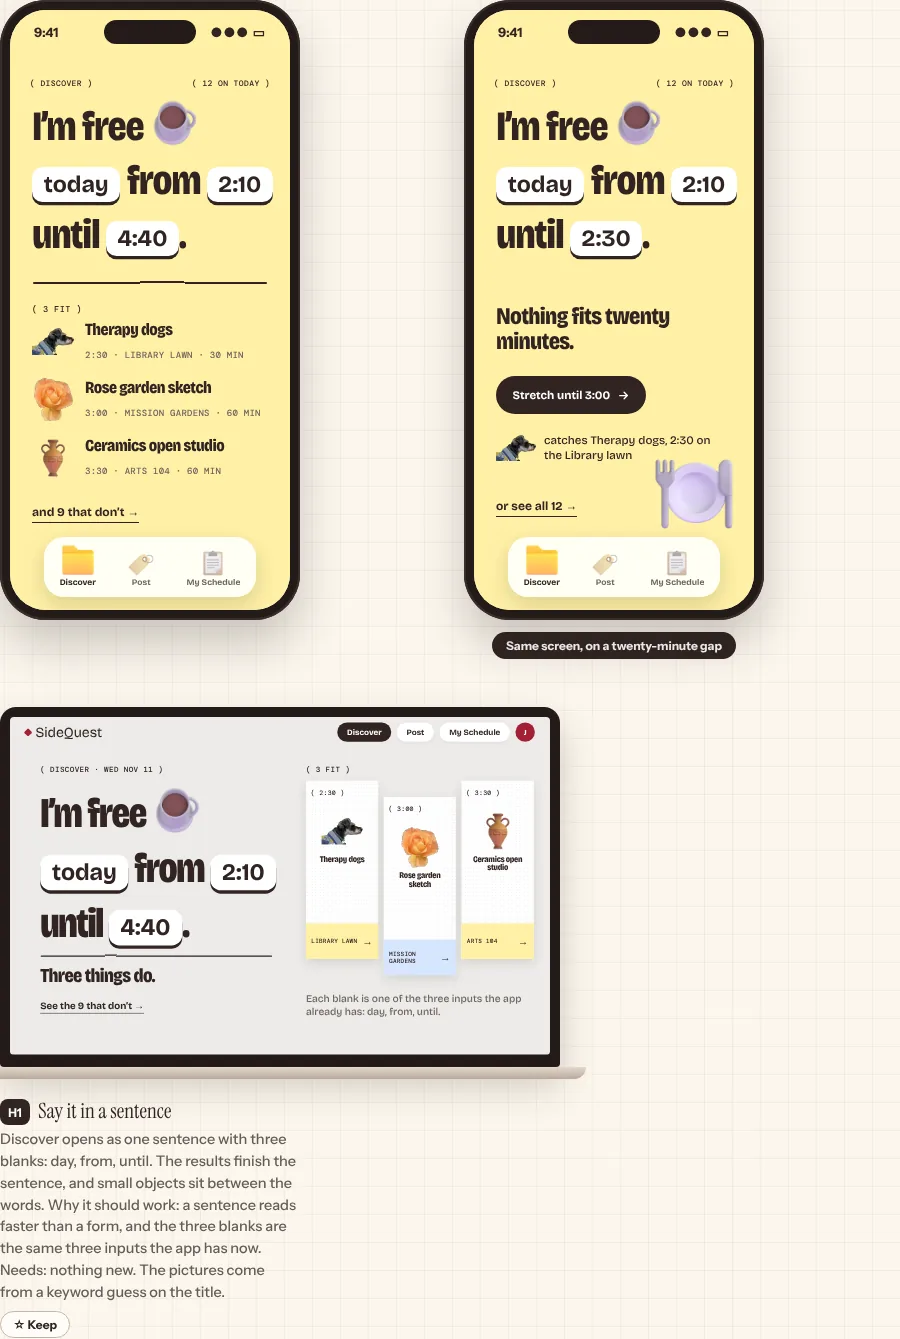 9:41
( DISCOVER ) ( 12 ON TODAY )
I'm free
today from 2:10
until 4:40.
( 3 FIT )
Therapy dogs
2:30 · LIBRARY LAWN · 30 MIN
Rose garden sketch
3:00 · MISSION GARDENS · 60 MIN
Ceramics open studio
3:30 · ARTS 104 · 60 MIN
and 9 that don't →
Discover Post My Schedule
9:41
( DISCOVER ) ( 12 ON TODAY )
I'm free
today from 2:10
until 2:30.
Nothing fits twenty
minutes.
Stretch until 3:00 →
catches Therapy dogs, 2:30 on
the Library lawn
or see all 12 →
Discover Post My Schedule
Same screen, on a twenty-minute gap
SideQuest
Discover Post My Schedule J
( DISCOVER · WED NOV 11 )
I'm free
today from 2:10
until 4:40.
Three things do.
See the 9 that don't →
( 3 FIT )
( 2:30 )
Therapy dogs
LIBRARY LAWN →
( 3:00 )
Rose garden
sketch
MISSION
GARDENS →
( 3:30 )
Ceramics open
studio
ARTS 104 →
Each blank is one of the three inputs the app
already has: day, from, until.
H1 Say it in a sentence
Discover opens as one sentence with three
blanks: day, from, until. The results finish the
sentence, and small objects sit between the
words. Why it should work: a sentence reads
faster than a form, and the three blanks are
the same three inputs the app has now.
Needs: nothing new. The pictures come
from a keyword guess on the title.
☆ Keep